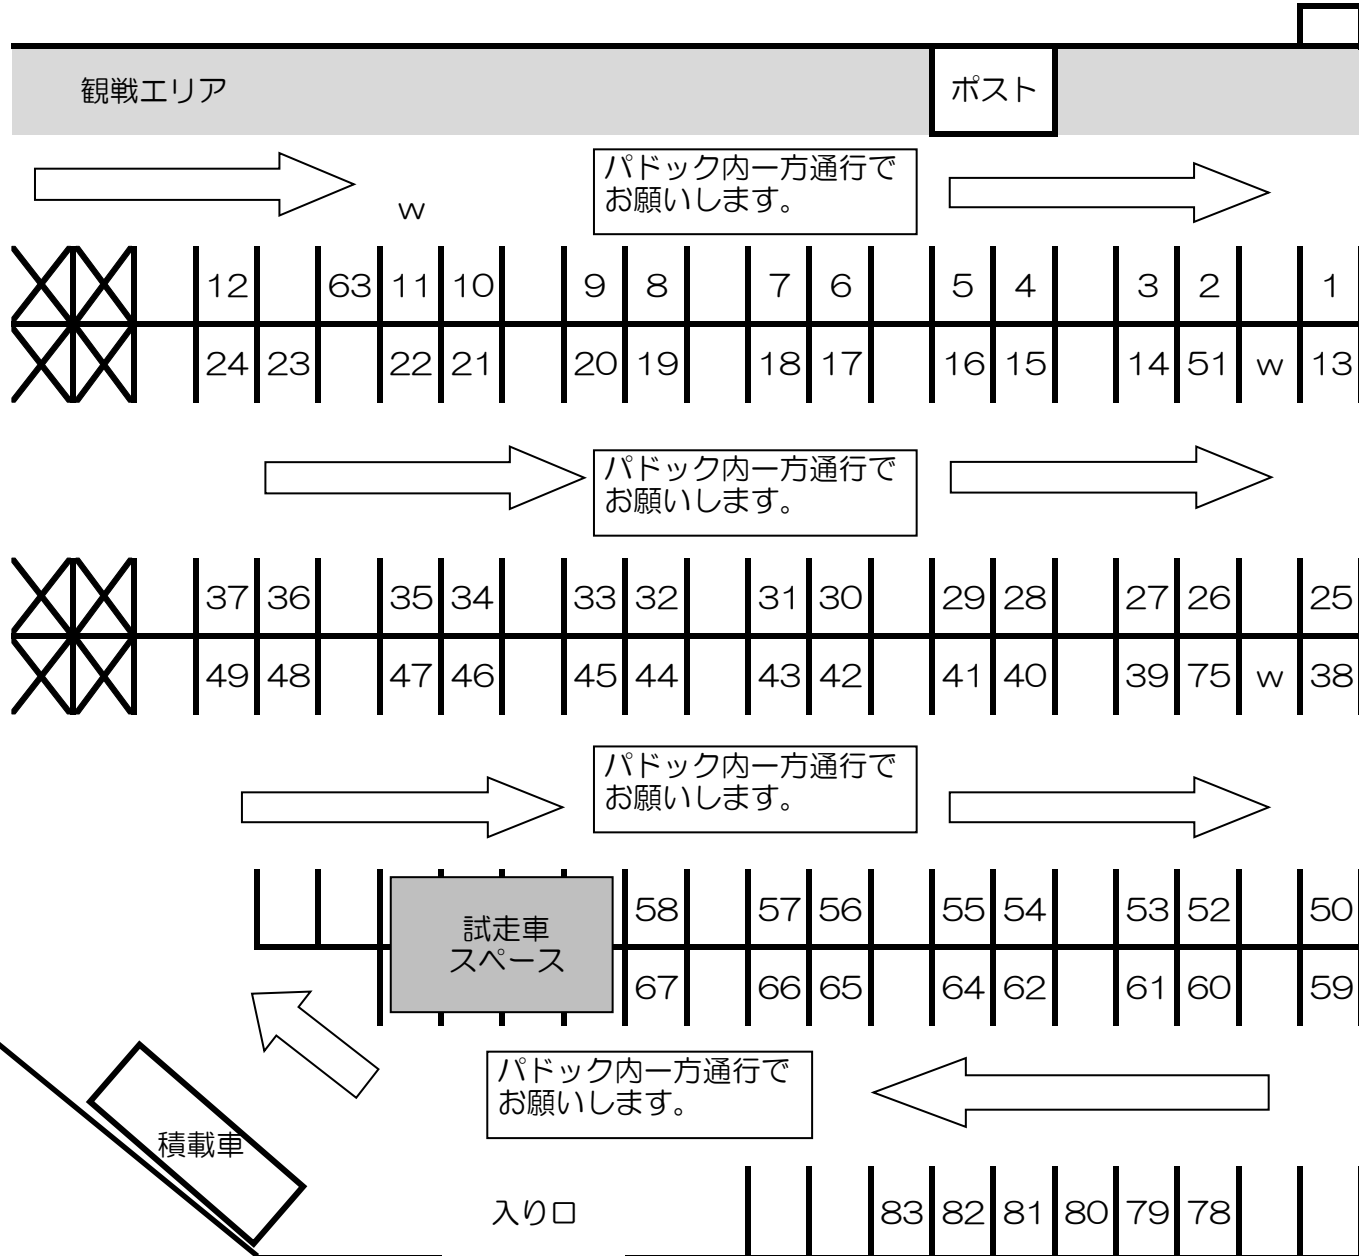 観戦エリア
ポスト
パドック内一方通行で
お願いします。
w
12 63 11 10 9 8 7 6 5 4 3 2 1
24 23 22 21 20 19 18 17 16 15 14 51 w 13
パドック内一方通行で
お願いします。
37 36 35 34 33 32 31 30 29 28 27 26 25
49 48 47 46 45 44 43 42 41 40 39 75 w 38
パドック内一方通行で
お願いします。
58 57 56 55 54 53 52 50
試走車
スペース
67 66 65 64 62 61 60 59
パドック内一方通行で
お願いします。
積載車
入り口
83 82 81 80 79 78